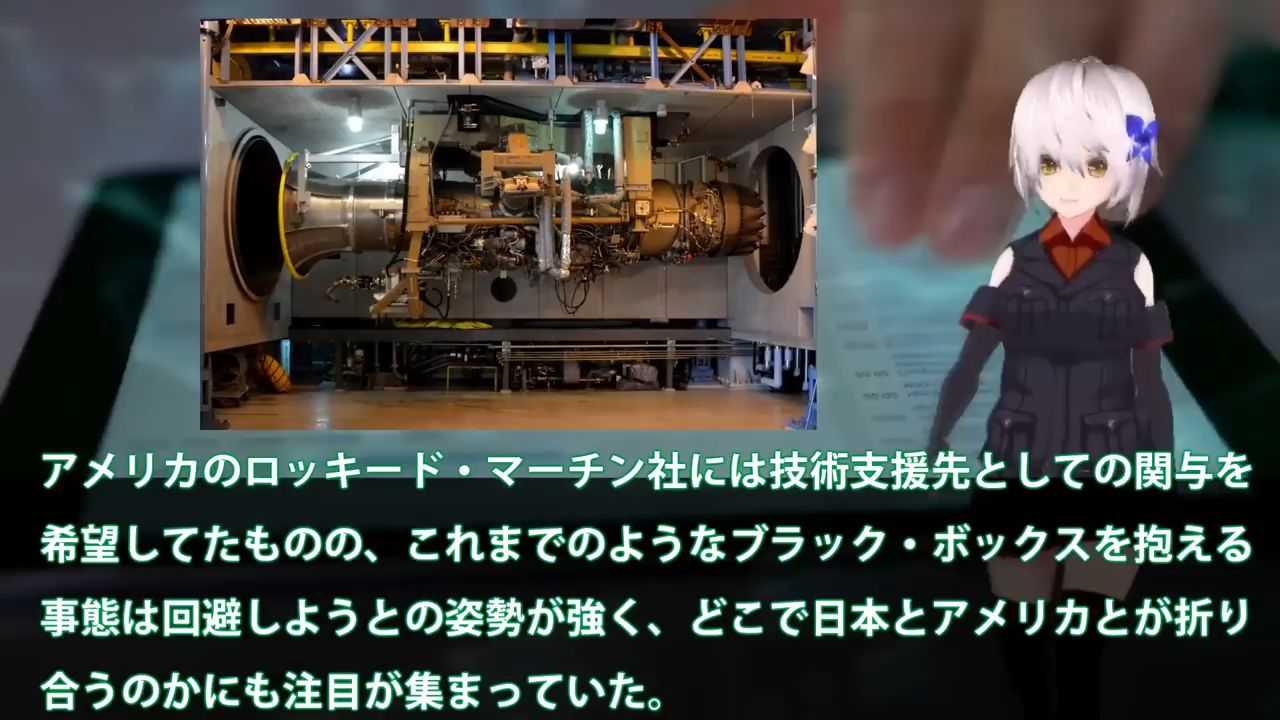 アメリカのロッキード・マーチン社には技術支援先としての関与を
希望してたものの、これまでのようなブラック・ボックスを抱える
事態は回避しようとの姿勢が強く、どこで日本とアメリカとが折り
合うのかにも注目が集まっていた。